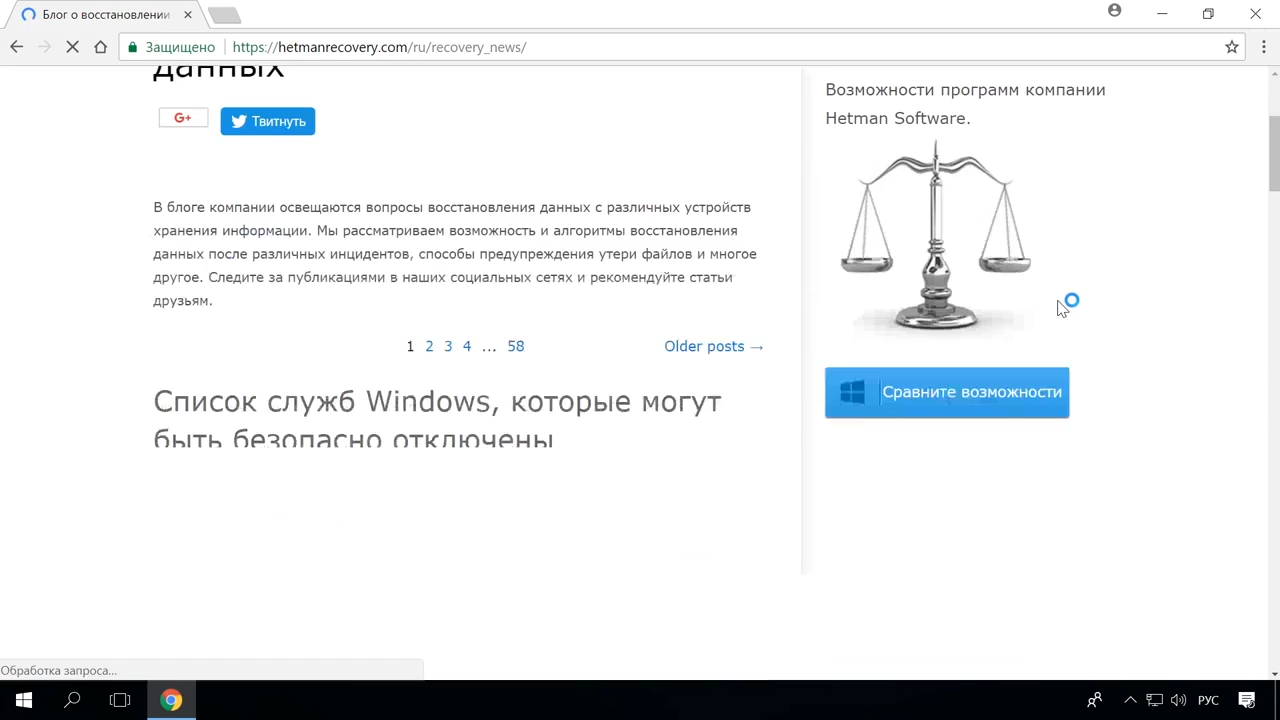 Блог о восстановлении
Защищено
https://hetmanrecovery.com/ru/recovery_news/
данных
G+
Твитнуть
В блоге компании освещаются вопросы восстановления данных с различных устройств
хранения информации. Мы рассматриваем возможность и алгоритмы восстановления
данных после различных инцидентов, способы предупреждения утери файлов и многое
другое. Следите за публикациями в наших социальных сетях и рекомендуйте статьи
друзьям.
1 2 3 4 ... 58 Older posts →
Список служб Windows, которые могут
быть безопасно отключены
Возможности программ компании
Hetman Software.
Сравните возможности
Обработка запроса...
РУС